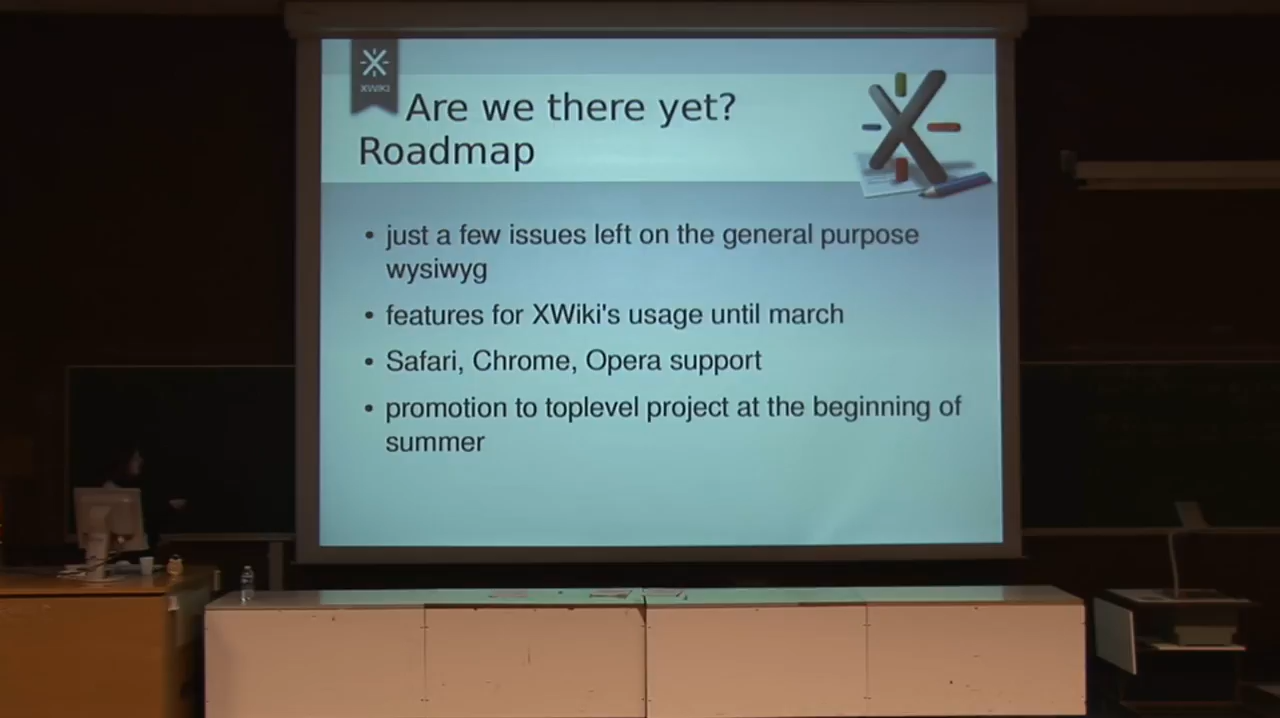 XWIKI
Are we there yet?
Roadmap
• just a few issues left on the general purpose
wysiwyg
• features for XWiki's usage until march
• Safari, Chrome, Opera support
• promotion to toplevel project at the beginning of
summer